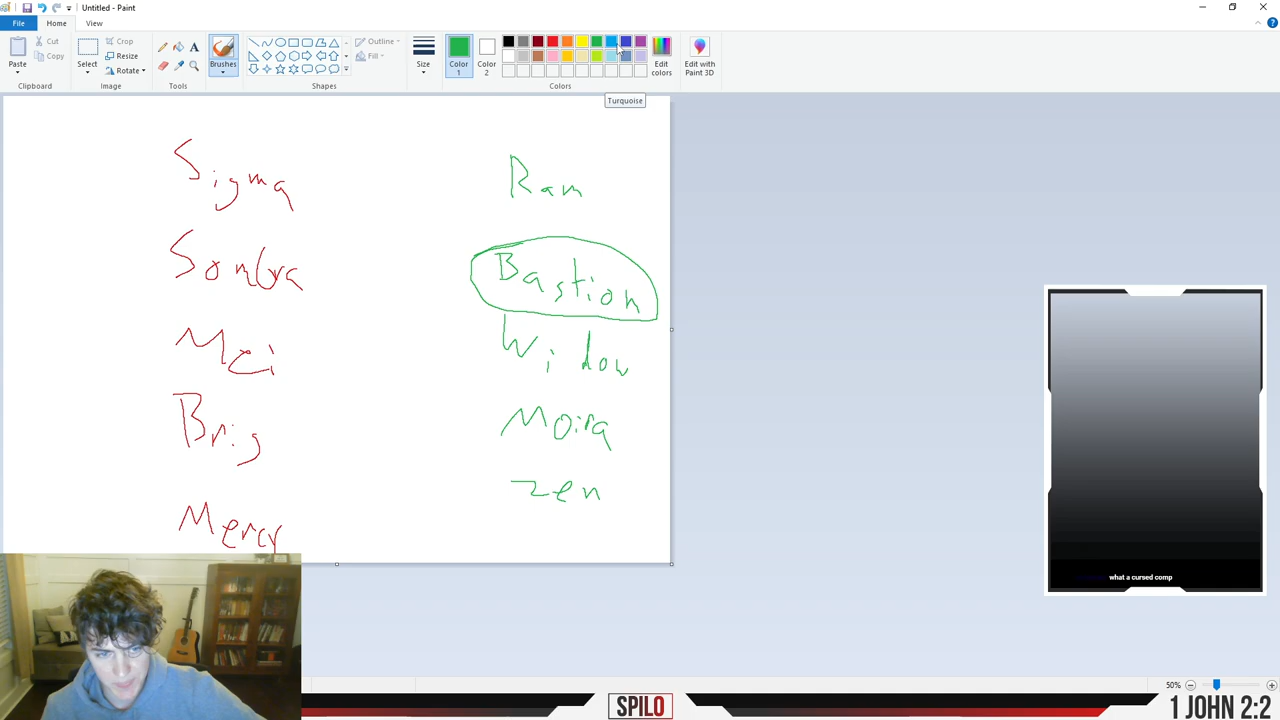 Untitled - Paint
File
Home
View
Paste
Cut
Copy
Clipboard
Select
Crop
Resize
Rotate
Image
Tools
Brushes
Outline
Fill
Shapes
Size
Color 1
Color 2
Edit colors
Edit with Paint 3D
Colors
Turquoise
Sigma
Sombra
Mei
Brig
Mercy
Ram
Bastion
Widow
Moira
Zen
what a cursed comp
50%
SPILO
1 JOHN 2:2